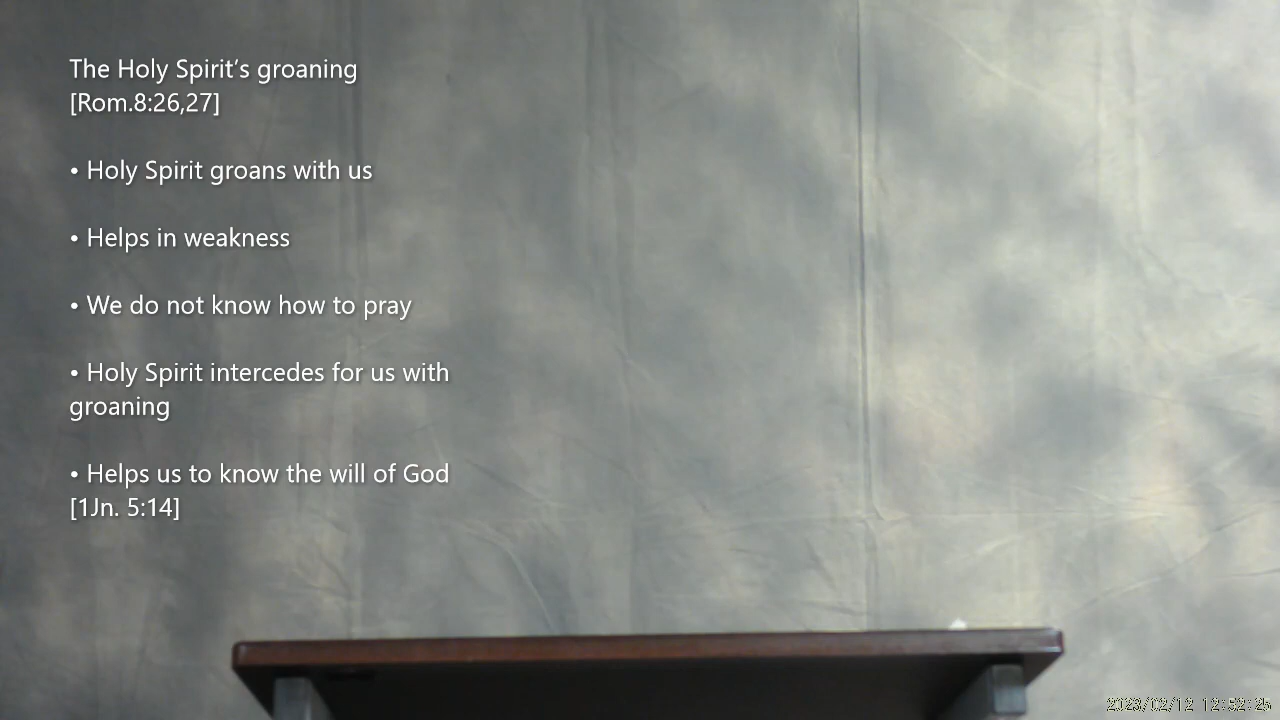 The Holy Spirit's groaning
[Rom.8:26,27]
• Holy Spirit groans with us
• Helps in weakness
• We do not know how to pray
• Holy Spirit intercedes for us with
groaning
• Helps us to know the will of God
[1Jn. 5:14]